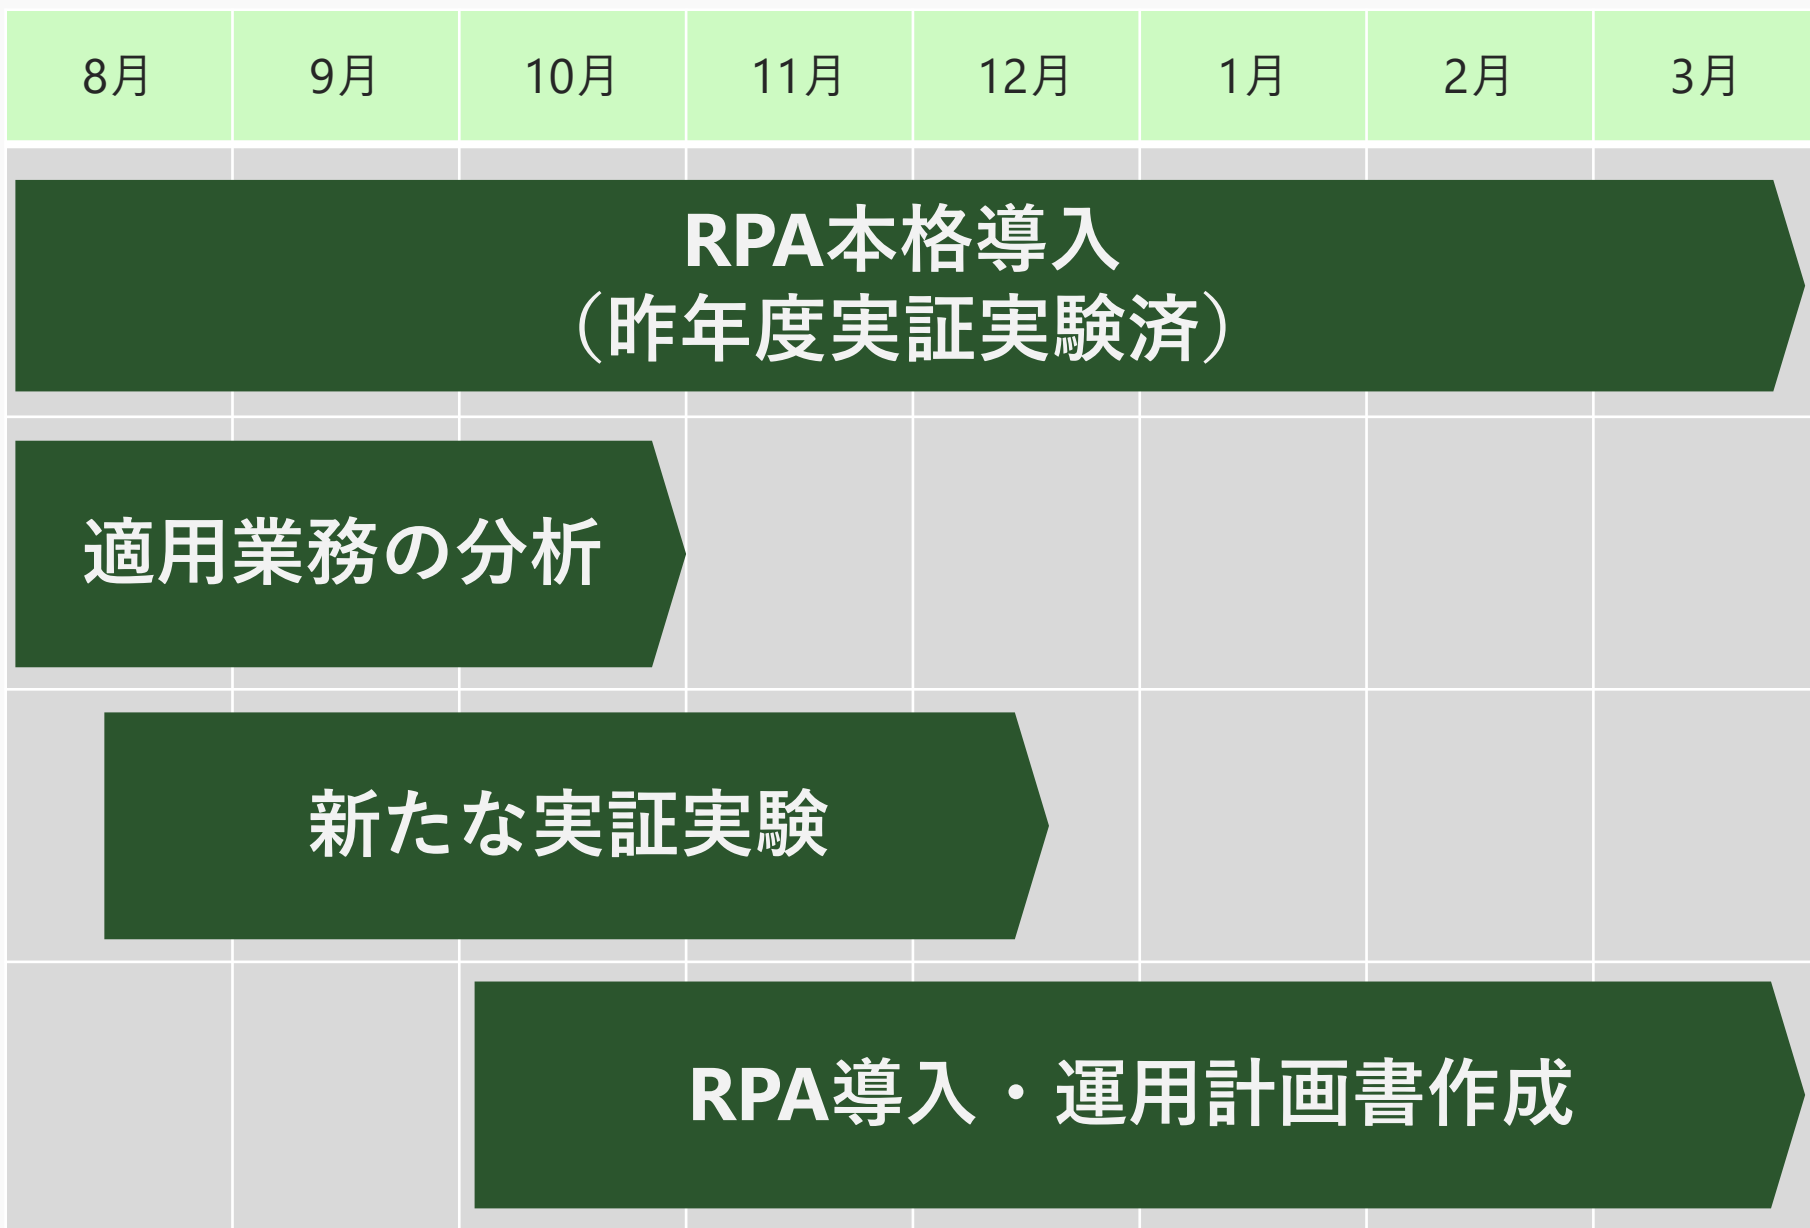 8月 9月 10月 11月 12月 1月 2月 3月
RPA本格導入
（昨年度実証実験済）
適用業務の分析
新たな実証実験
RPA導入・運用計画書作成